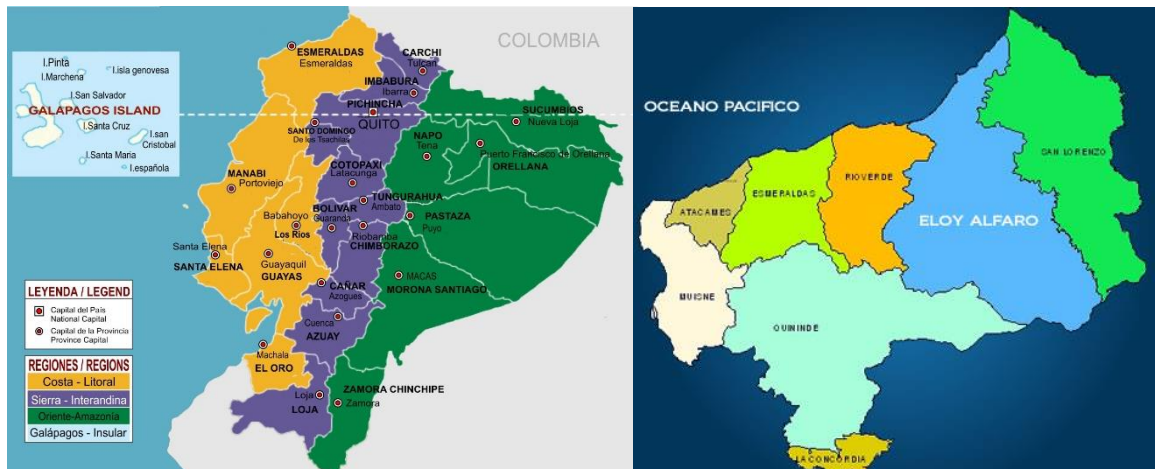 COLOMBIA
ESMERALDAS
Esmeraldas
CARCHI
Tulcan
IMBABURA
Ibarra
PICHINCHA
QUITO
SANTO DOMINGO
De los Tsachilas
SUCUMBIOS
Nueva Loja
NAPO
Tena
Puerto Francisco de Orellana
ORELLANA
COTOPAXI
Latacunga
MANABI
Portoviejo
TUNGURAHUA
Ambato
BOLIVAR
Guaranda
PASTAZA
Puyo
Babahoyo
Los Rios
Riobamba
CHIMBORAZO
Santa Elena
SANTA ELENA
Guayaquil
GUAYAS
MACAS
MORONA SANTIAGO
CAÑAR
Azogues
Cuenca
AZUAY
Machala
EL ORO
Loja
LOJA
ZAMORA CHINCHIPE
Zamora
I.Pinta
I.Marchena
I.isla genovesa
I.San Salvador
GALAPAGOS ISLAND
I.Santa Cruz
I.san
Cristobal
I.Santa Maria
I.española
LEYENDA / LEGEND
Capital del País
National Capital
Capital de la Provincia
Province Capital
REGIONES / REGIONS
Costa - Litoral
Sierra - Interandina
Oriente-Amazonía
Galápagos - Insular
OCEANO PACIFICO
SAN LORENZO
RIOVERDE
ESMERALDAS
ATACAMES
ELOY ALFARO
MUISNE
QUININDE
LA CONCORDIA